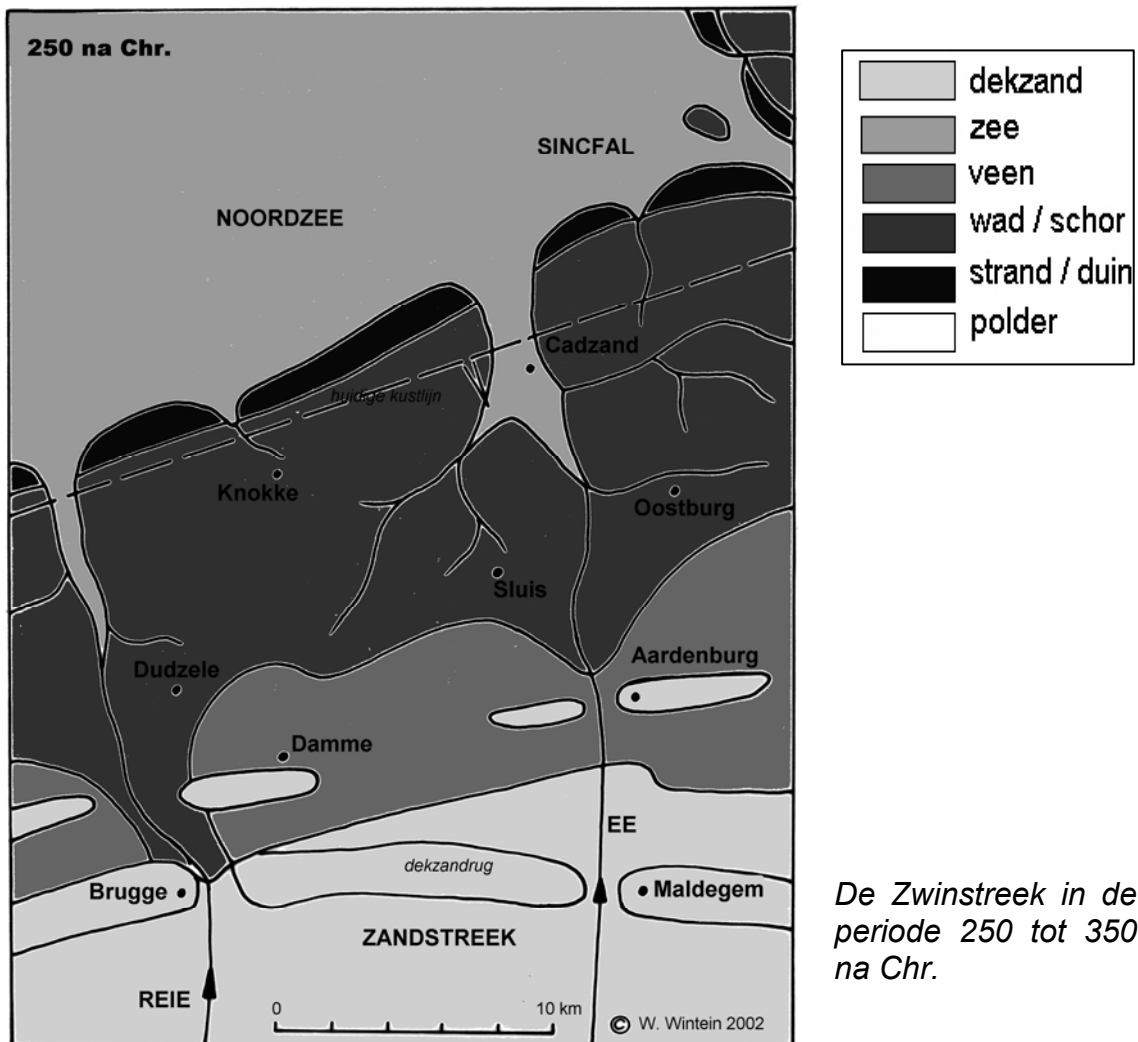 250 na Chr.
SINCFAL
NOORDZEE
Cadzand
huidige kustlijn
Knokke
Oostburg
Sluis
Aardenburg
Dudzele
Damme
EE
dekzandrug
Brugge
Maldegem
ZANDSTREEK
REIE
0 10 km
© W. Wintein 2002
dekzand
zee
veen
wad / schor
strand / duin
polder
De Zwinstreek in de
periode 250 tot 350
na Chr.